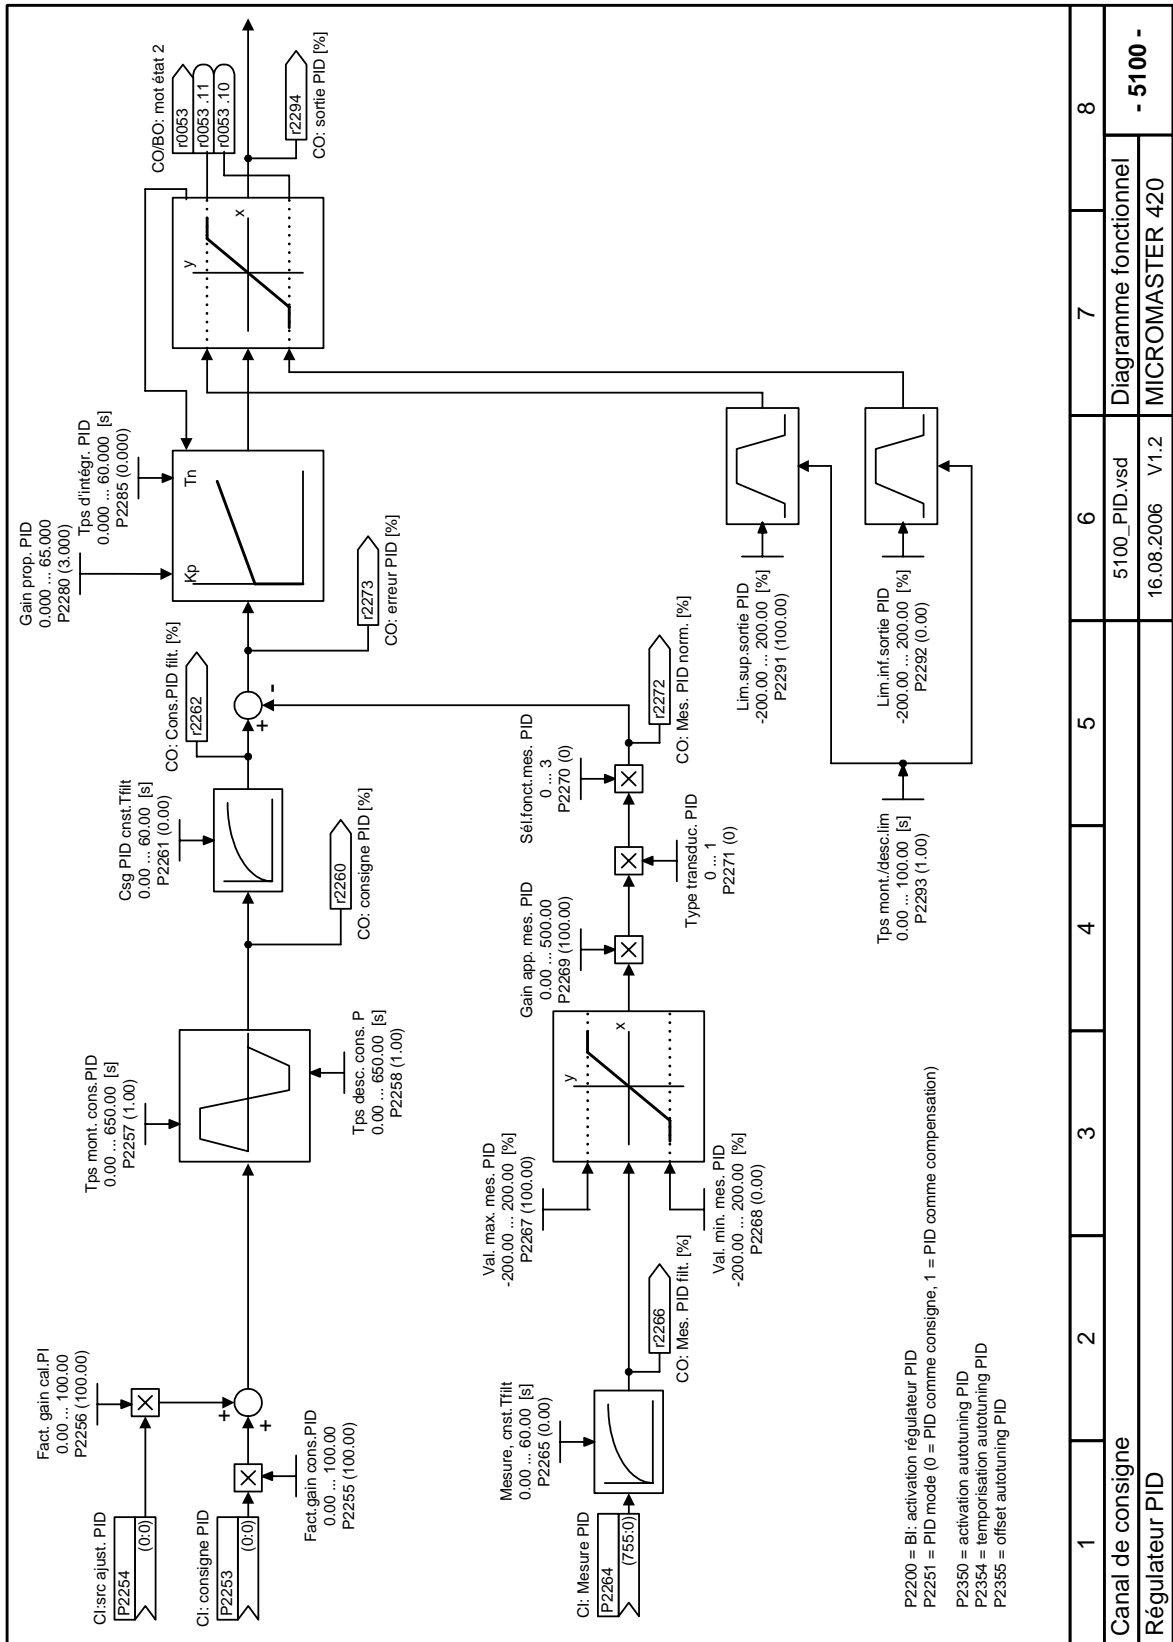 CI:src ajust. PID
P2254
(0:0)
Fact. gain cal.PI
0.00 ... 100.00
P2256 (100.00)
CI: consigne PID
P2253
(0:0)
Fact.gain cons.PID
0.00 ... 100.00
P2255 (100.00)
+
+
Tps mont. cons.PID
0.00 ... 650.00 [s]
P2257 (1.00)
Tps desc. cons. P
0.00 ... 650.00 [s]
P2258 (1.00)
r2260
CO: consigne PID [%]
Csg PID cnst.Tfilt
0.00 ... 60.00 [s]
P2261 (0.00)
CO: Cons.PID filt. [%]
r2262
+
-
r2273
CO: erreur PID [%]
Gain prop. PID
0.000 ... 65.000
P2280 (3.000)
Tps d'intégr. PID
0.000 ... 60.000 [s]
P2285 (0.000)
Kp
Tn
y
x
CO/BO: mot état 2
r0053
r0053 .11
r0053 .10
r2294
CO: sortie PID [%]
CI: Mesure PID
P2264
(755:0)
Mesure, cnst.Tfilt
0.00 ... 60.00 [s]
P2265 (0.00)
r2266
CO: Mes. PID filt. [%]
Val. max. mes. PID
-200.00 ... 200.00 [%]
P2267 (100.00)
Val. min. mes. PID
-200.00 ... 200.00 [%]
P2268 (0.00)
y
x
Gain app. mes. PID
0.00 ... 500.00
P2269 (100.00)
Type transduc. PID
0 ... 1
P2271 (0)
Sél.fonct.mes. PID
0 ... 3
P2270 (0)
r2272
CO: Mes. PID norm. [%]
Lim.sup.sortie PID
-200.00 ... 200.00 [%]
P2291 (100.00)
Lim.inf.sortie PID
-200.00 ... 200.00 [%]
P2292 (0.00)
Tps mont./desc.lim
0.00 ... 100.00 [s]
P2293 (1.00)
P2200 = BI: activation régulateur PID
P2251 = PID mode (0 = PID comme consigne, 1 = PID comme compensation)
P2350 = activation autotuning PID
P2354 = temporisation autotuning PID
P2355 = offset autotuning PID
1 2 3 4 5 6 7 8
Canal de consigne
5100_PID.vsd
Diagramme fonctionnel
- 5100 -
Régulateur PID
16.08.2006 V1.2
MICROMASTER 420